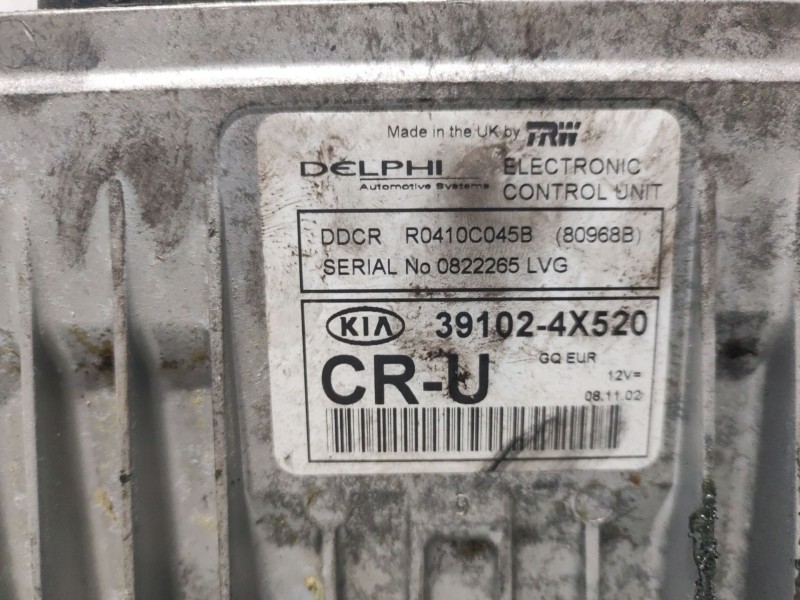 Made in the UK by TRW
DELPHI
Automotive Systems
ELECTRONIC
CONTROL UNIT
DDCR R0410C045B (80968B)
SERIAL No 0822265 LVG
KIA 39102-4X520
GQ EUR
CR-U
12V=
08.11.02
9